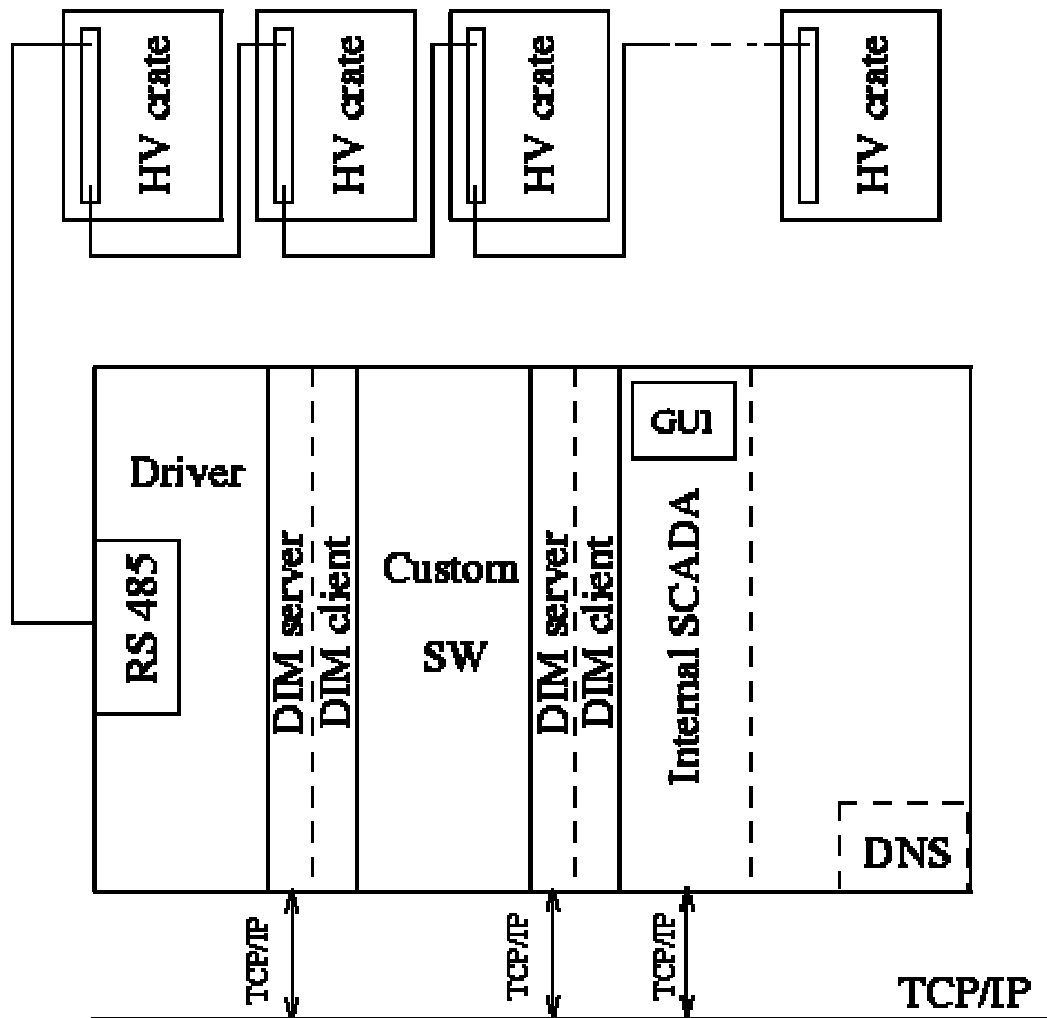 HV crate
HV crate
HV crate
HV crate
GUI
Driver
RS 485
DIM server
DIM client
Custom
SW
DIM server
DIM client
Internal SCADA
DNS
TCP/IP
TCP/IP
TCP/IP
TCP/IP